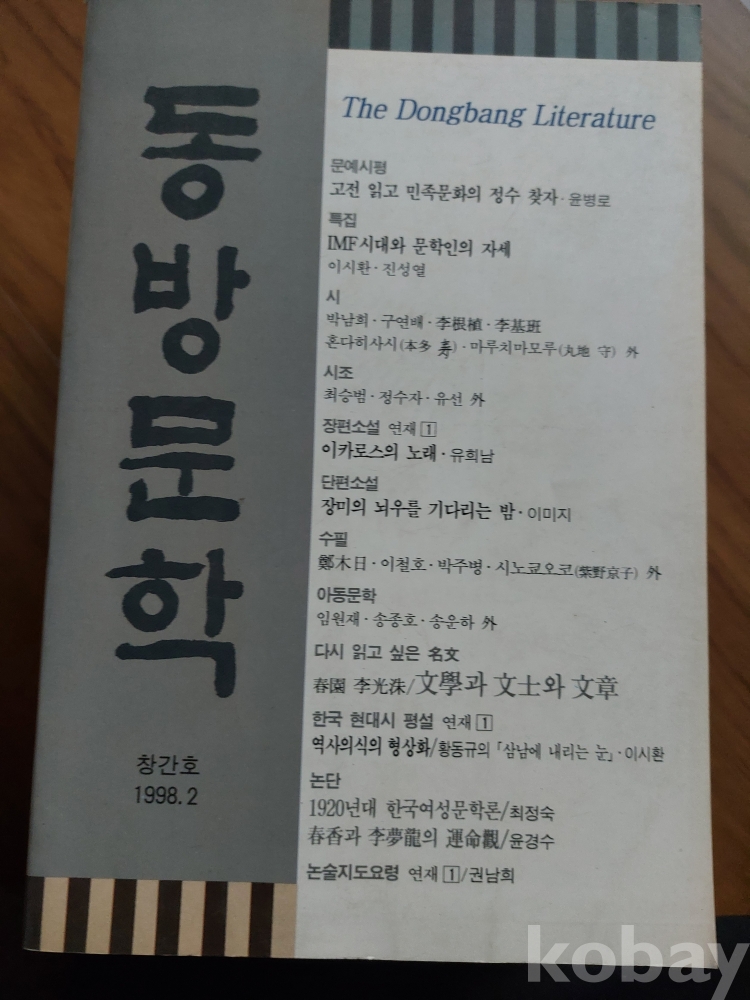 동방문학
창간호
1998.2
The Dongbang Literature
문예시평
고전 읽고 민족문화의 정수 찾자·윤병로
특집
IMF시대와 문학인의 자세
이시환·진성열
시
박남희·구연배·李根植·李基班
혼다히사시(本多 壽)·마루치마모루(丸地 守) 外
시조
최승범·정수자·유선 外
장편소설 연재 1
이카로스의 노래·유희남
단편소설
장미의 뇌우를 기다리는 밤·이미지
수필
鄭木日·이철호·박주병·시노쿄오코(紫野京子) 外
아동문학
임원재·송종호·송운하 外
다시 읽고 싶은 名文
春園 李光洙/文學과 文士와 文章
한국 현대시 평설 연재 1
역사의식의 형상화/황동규의 「삼남에 내리는 눈」·이시환
논단
1920년대 한국여성문학론/최정숙
春香과 李夢龍의 運命觀/윤경수
논술지도요령 연재 1/권남희
kobay